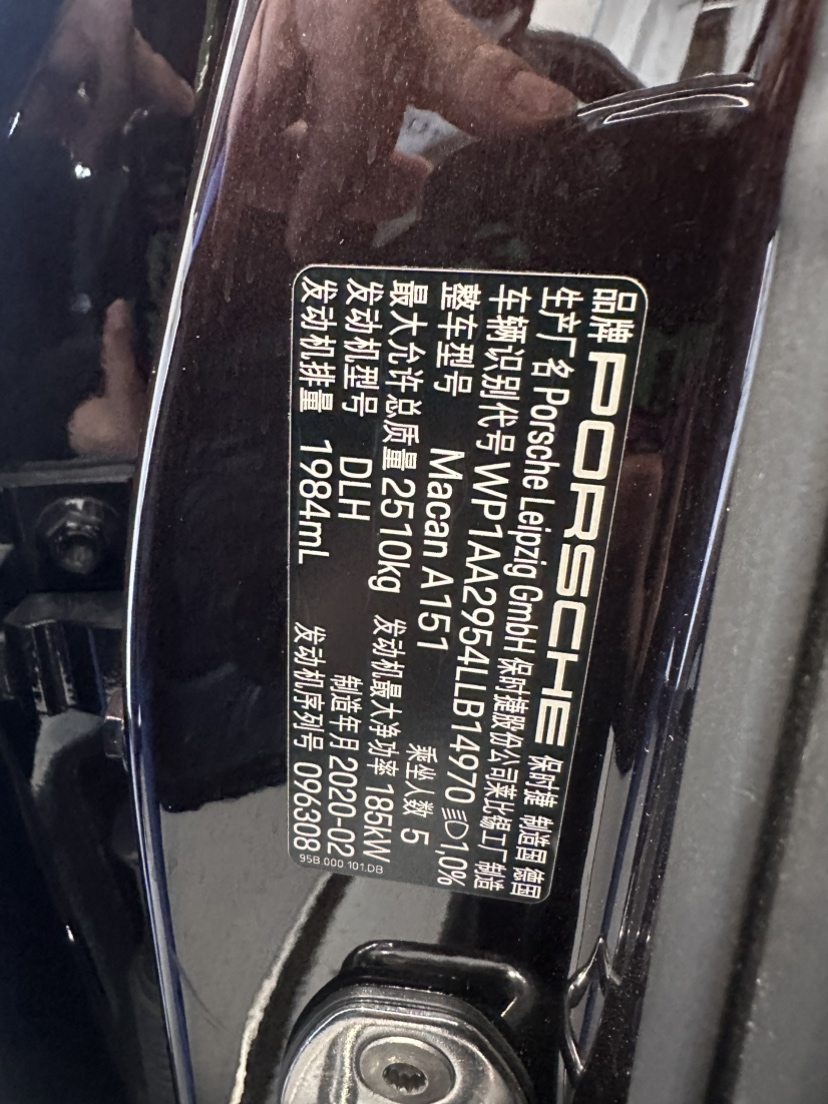 品牌 PORSCHE 保时捷 制造国 德国
生产厂名 Porsche Leipzig GmbH 保时捷股份公司莱比锡工厂制造
车辆识别代号 WP1AA2954LLB14970 1,0%
整车型号 Macan A151 乘坐人数 5
最大允许总质量 2510kg 发动机最大净功率 185kW
发动机型号 DLH 制造年月 2020-02
发动机排量 1984mL 发动机序列号 096308
95B.000.101.DB